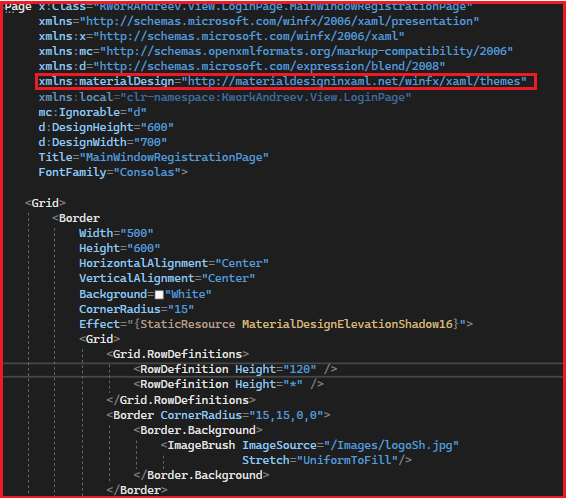 Page x:Class="KworkAndreev.View.LoginPage.MainWindowRegistrationPage"
xmlns="http://schemas.microsoft.com/winfx/2006/xaml/presentation"
xmlns:x="http://schemas.microsoft.com/winfx/2006/xaml"
xmlns:mc="http://schemas.openxmlformats.org/markup-compatibility/2006"
xmlns:d="http://schemas.microsoft.com/expression/blend/2008"
xmlns:materialDesign="http://materialdesigninxaml.net/winfx/xaml/themes"
xmlns:local="clr-namespace:KworkAndreev.View.LoginPage"
mc:Ignorable="d"
d:DesignHeight="600"
d:DesignWidth="700"
Title="MainWindowRegistrationPage"
FontFamily="Consolas">
<Grid>
<Border
Width="500"
Height="600"
HorizontalAlignment="Center"
VerticalAlignment="Center"
Background="White"
CornerRadius="15"
Effect="{StaticResource MaterialDesignElevationShadow16}">
<Grid>
<Grid.RowDefinitions>
<RowDefinition Height="120" />
<RowDefinition Height="*" />
</Grid.RowDefinitions>
<Border CornerRadius="15,15,0,0">
<Border.Background>
<ImageBrush ImageSource="/Images/logoSh.jpg"
Stretch="UniformToFill"/>
</Border.Background>
</Border>